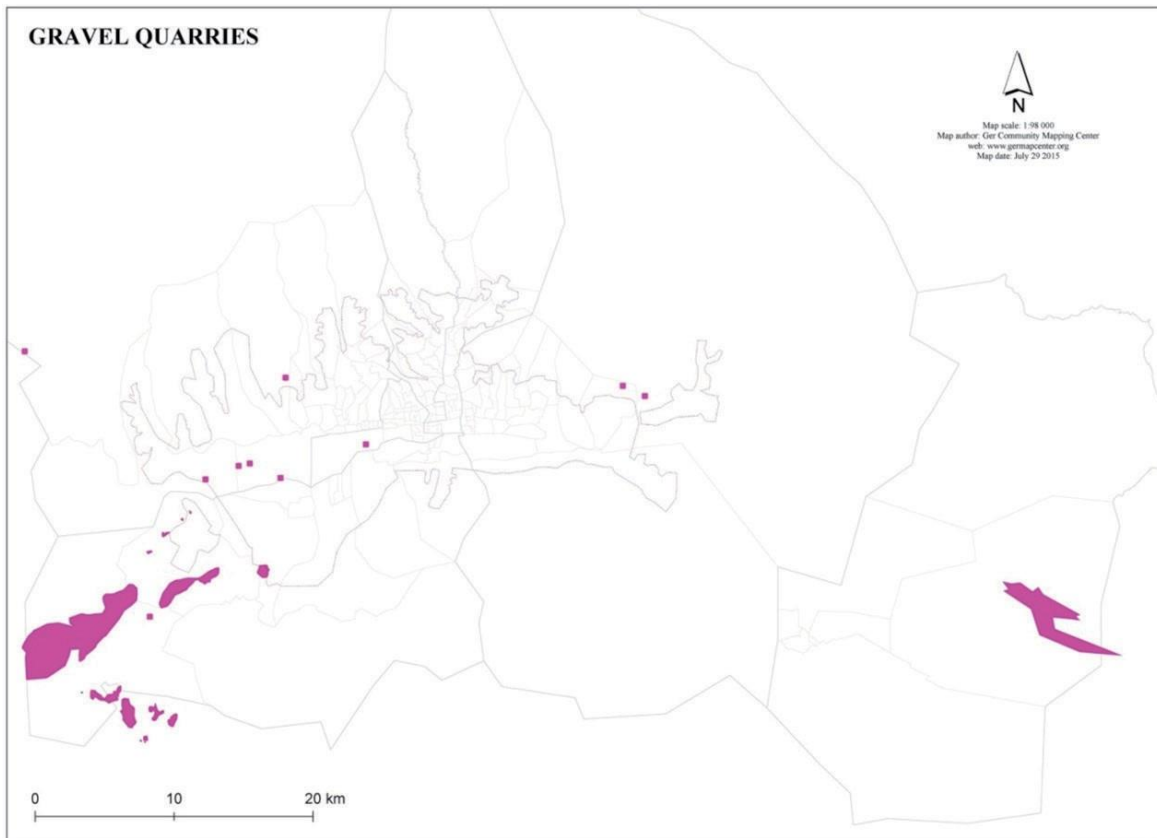 GRAVEL QUARRIES
N
Map scale: 1:98 000
Map author: Ger Community Mapping Center
web: www.germapcenter.org
Map date: July 29 2015
0 10 20 km